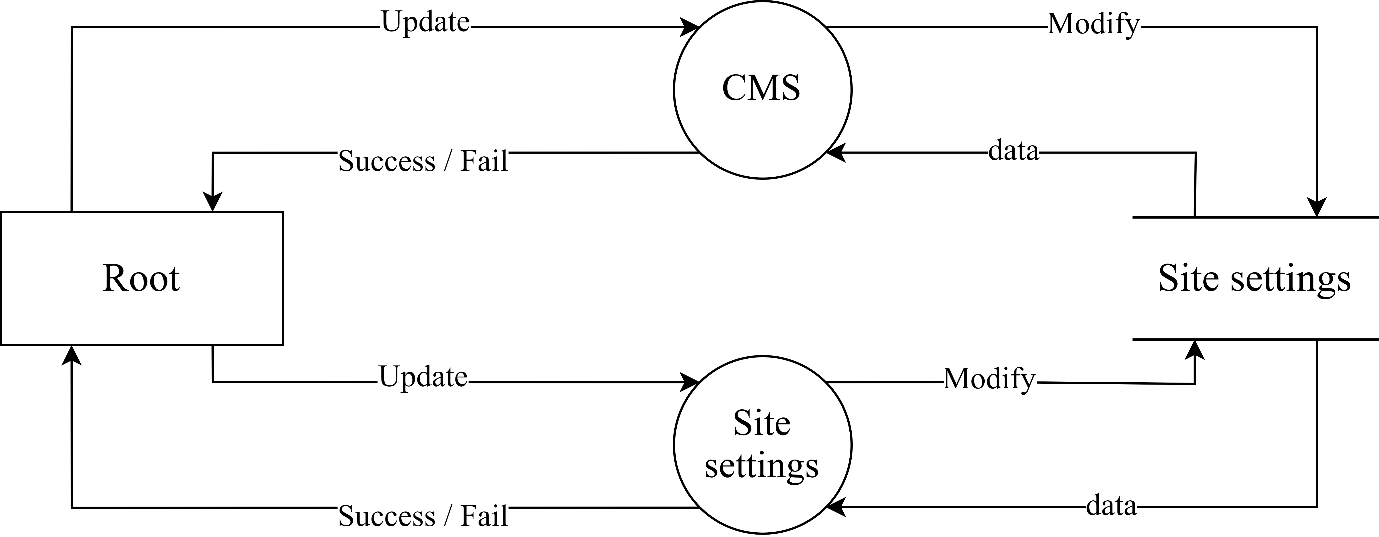 Update
Modify
CMS
Success / Fail
data
Root
Site settings
Update
Modify
Site
settings
Success / Fail
data